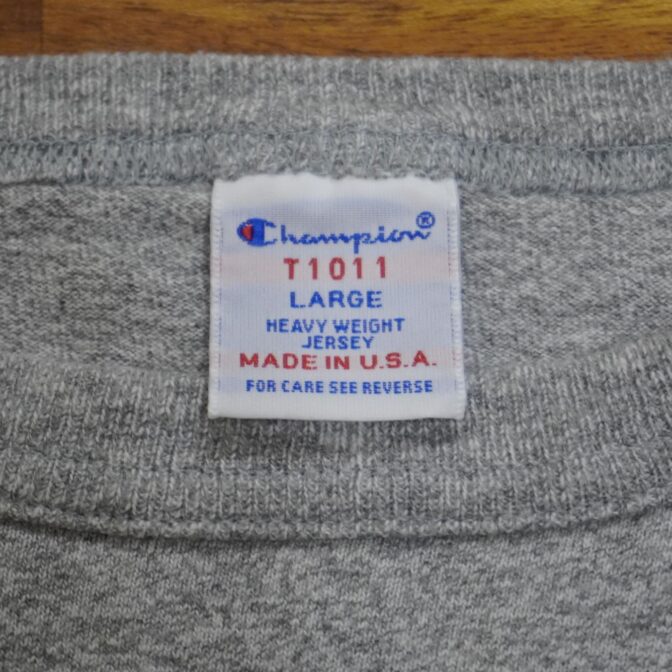 Champion®
T1011
LARGE
HEAVY WEIGHT
JERSEY
MADE IN U.S.A.
FOR CARE SEE REVERSE